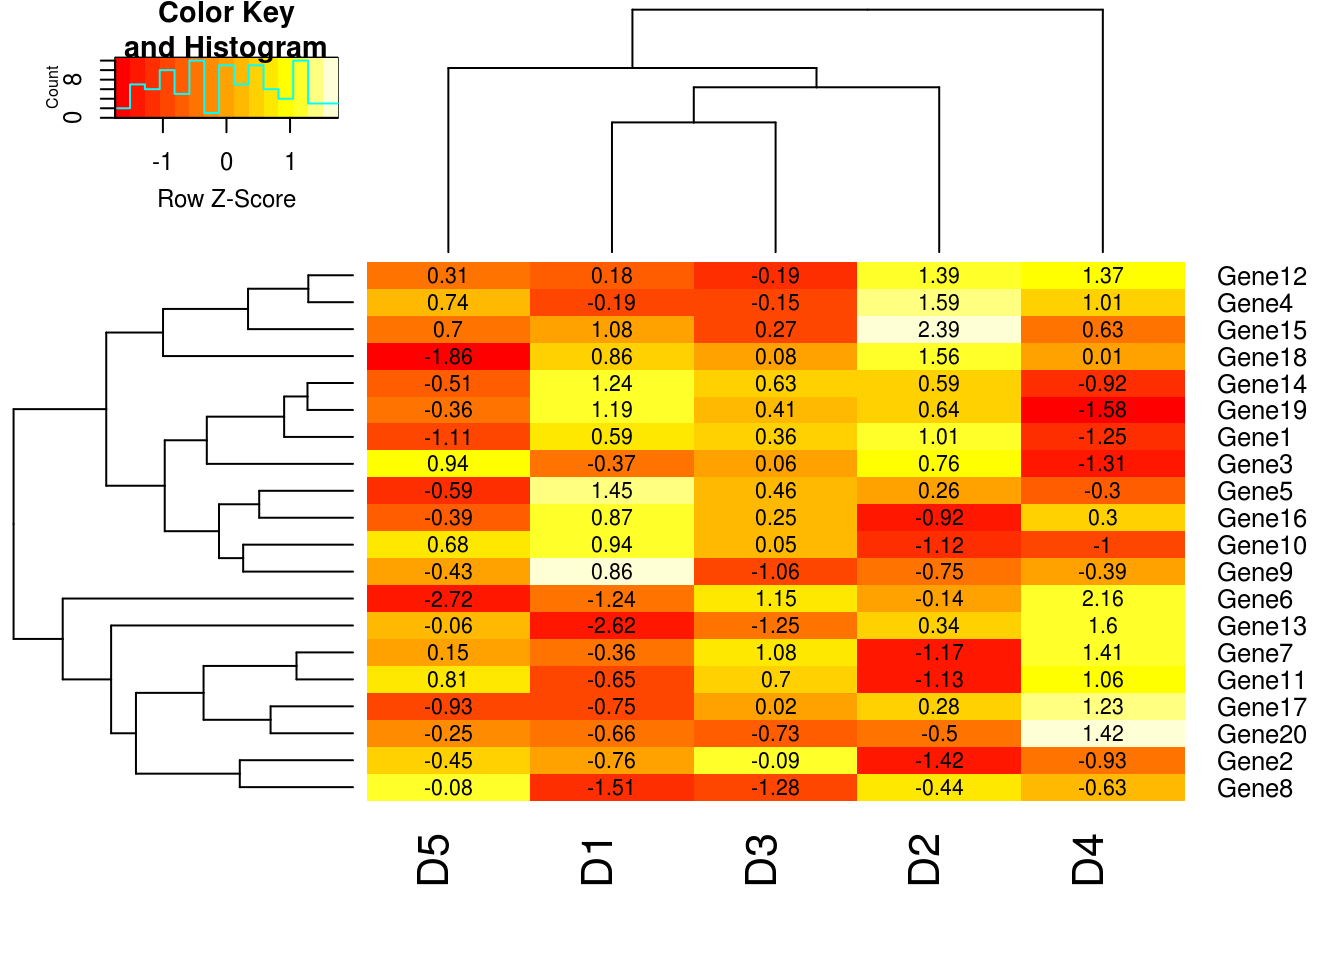 Color Key
and Histogram
Count
0 8
-1 0 1
Row Z-Score
0.31 0.18 -0.19 1.39 1.37 Gene12
0.74 -0.19 -0.15 1.59 1.01 Gene4
0.7 1.08 0.27 2.39 0.63 Gene15
-1.86 0.86 0.08 1.56 0.01 Gene18
-0.51 1.24 0.63 0.59 -0.92 Gene14
-0.36 1.19 0.41 0.64 -1.58 Gene19
-1.11 0.59 0.36 1.01 -1.25 Gene1
0.94 -0.37 0.06 0.76 -1.31 Gene3
-0.59 1.45 0.46 0.26 -0.3 Gene5
-0.39 0.87 0.25 -0.92 0.3 Gene16
0.68 0.94 0.05 -1.12 -1 Gene10
-0.43 0.86 -1.06 -0.75 -0.39 Gene9
-2.72 -1.24 1.15 -0.14 2.16 Gene6
-0.06 -2.62 -1.25 0.34 1.6 Gene13
0.15 -0.36 1.08 -1.17 1.41 Gene7
0.81 -0.65 0.7 -1.13 1.06 Gene11
-0.93 -0.75 0.02 0.28 1.23 Gene17
-0.25 -0.66 -0.73 -0.5 1.42 Gene20
-0.45 -0.76 -0.09 -1.42 -0.93 Gene2
-0.08 -1.51 -1.28 -0.44 -0.63 Gene8
D5 D1 D3 D2 D4